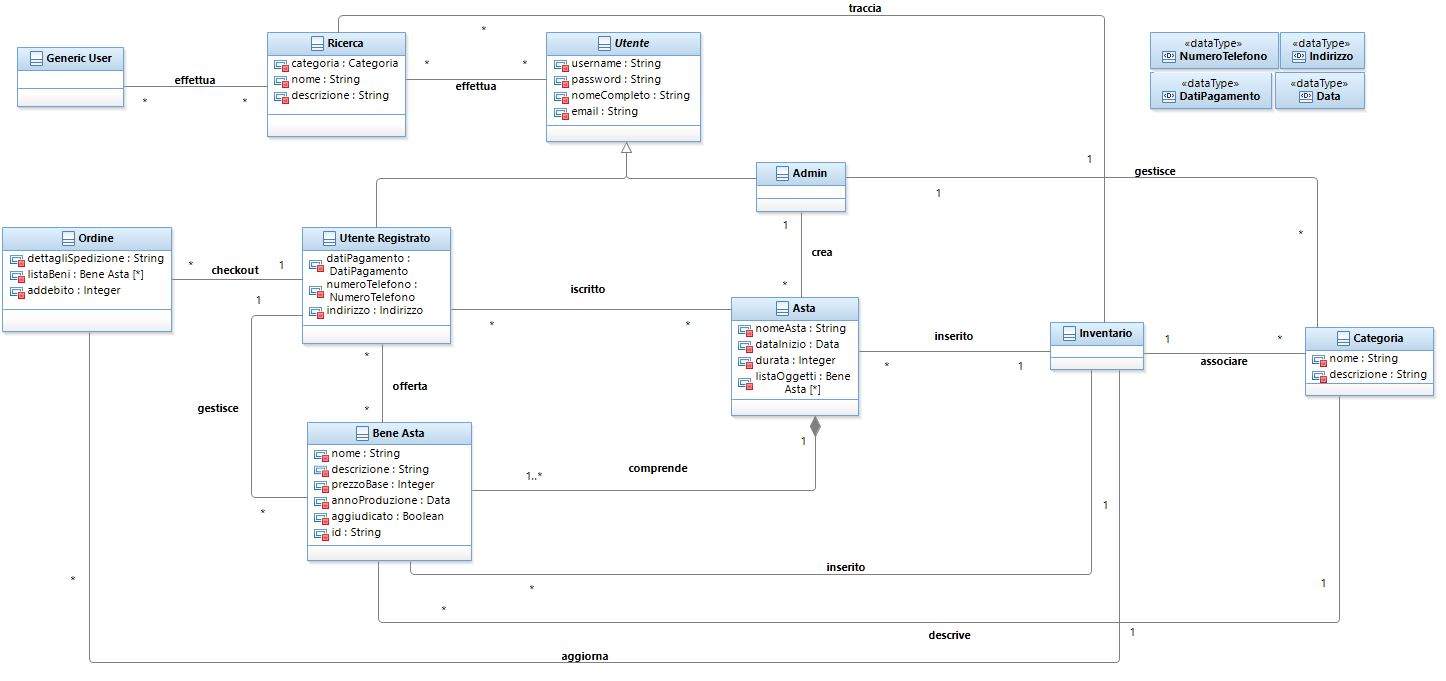 traccia
*
Ricerca
categoria : Categoria
nome : String
descrizione : String
Utente
username : String
password : String
nomeCompleto : String
email : String
«dataType»
NumeroTelefono
«dataType»
Indirizzo
«dataType»
DatiPagamento
«dataType»
Data
Generic User
effettua
*
*
*
*
effettua
1
Admin
gestisce
1
*
1
crea
*
Ordine
dettagliSpedizione : String
listaBeni : Bene Asta [*]
addebito : Integer
*
checkout
1
Utente Registrato
datiPagamento :
DatiPagamento
numeroTelefono :
NumeroTelefono
indirizzo : Indirizzo
1
iscritto
*
*
Asta
nomeAsta : String
dataInizio : Data
durata : Integer
listaOggetti : Bene
Asta [*]
inserito
*
1
Inventario
1
*
associare
Categoria
nome : String
descrizione : String
*
offerta
*
gestisce
*
Bene Asta
nome : String
descrizione : String
prezzoBase : Integer
annoProduzione : Data
aggiudicato : Boolean
id : String
1
comprende
1..*
1
inserito
*
*
1
descrive
*
1
aggiorna